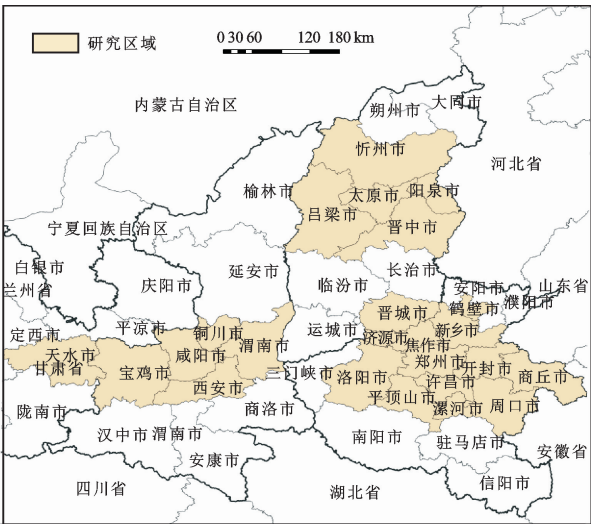 研究区域
0 30 60 120 180 km
内蒙古自治区
朔州市
大同市
忻州市
河北省
榆林市
太原市
阳泉市
吕梁市
晋中市
宁夏回族自治区
白银市
兰州省
庆阳市
延安市
临汾市
长治市
安阳市
山东省
濮阳市
鹤壁市
晋城市
定西市
平凉市
铜川市
渭南市
运城市
济源市
新乡市
焦作市
天水市
甘肃省
宝鸡市
咸阳市
西安市
三门峡市
洛阳市
郑州市
开封市
许昌市
商丘市
平顶山市
漯河市
周口市
陇南市
商洛市
汉中市
渭南市
安康市
南阳市
驻马店市
安徽省
信阳市
四川省
湖北省